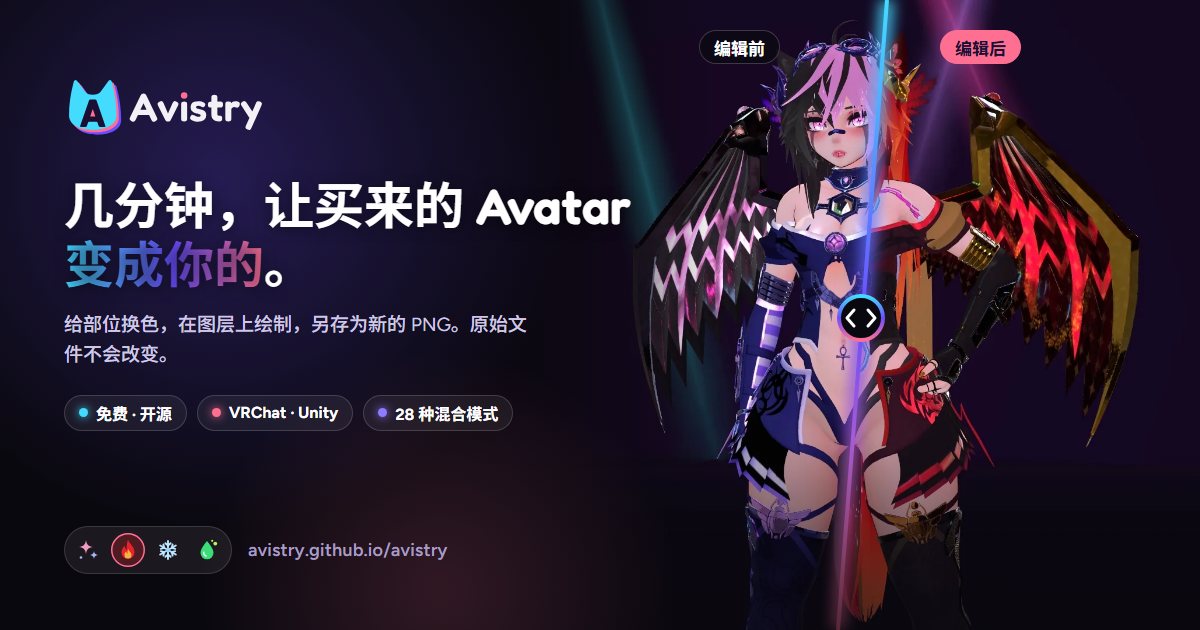 编辑前
编辑后
Avistry
几分钟，让买来的 Avatar
变成你的。
给部位换色，在图层上绘制，另存为新的 PNG。原始文
件不会改变。
免费 · 开源
VRChat · Unity
28 种混合模式
avistry.github.io/avistry